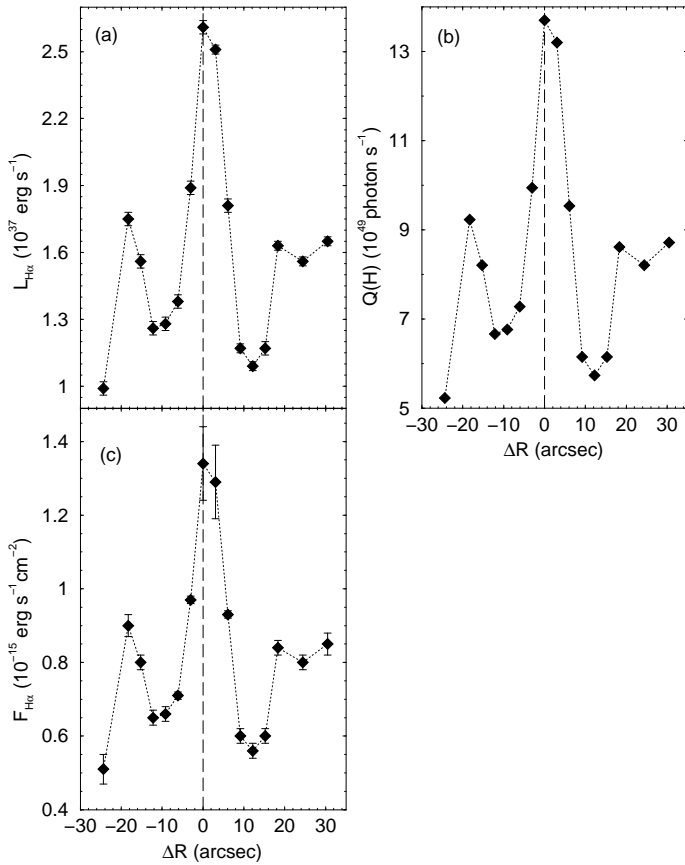 (a)
2.5
2.2
1.9
1.6
1.3
1
L_Hα (10^37 erg s^−1)
(b)
13
11
9
7
5
Q(H) (10^49 photon s^−1)
−30 −20 −10 0 10 20 30
ΔR (arcsec)
(c)
1.4
1.2
1
0.8
0.6
0.4
F_Hα (10^−15 erg s^−1 cm^−2)
−30 −20 −10 0 10 20 30
ΔR (arcsec)